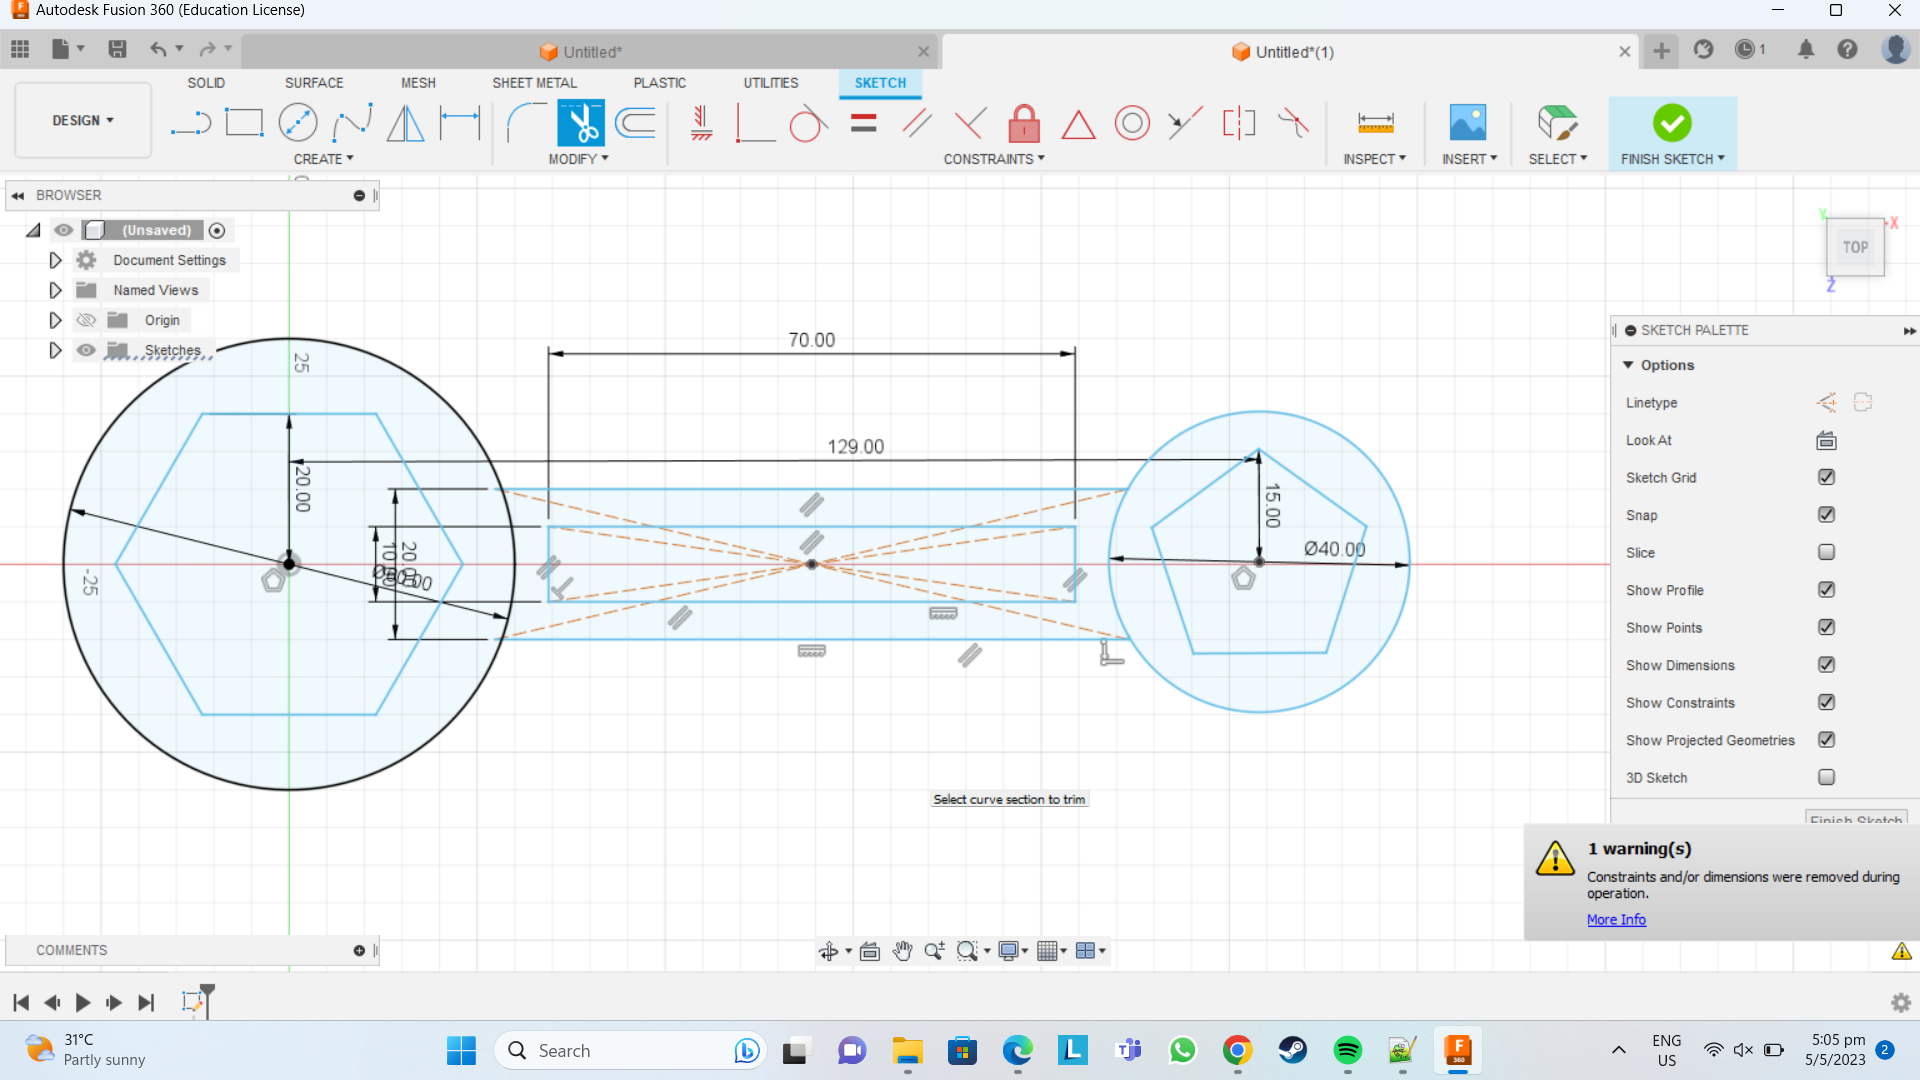 Autodesk Fusion 360 (Education License)
Untitled*
Untitled*(1)
1
DESIGN
SOLID
SURFACE
MESH
SHEET METAL
PLASTIC
UTILITIES
SKETCH
CREATE
MODIFY
CONSTRAINTS
INSPECT
INSERT
SELECT
FINISH SKETCH
BROWSER
(Unsaved)
Document Settings
Named Views
Origin
Sketches
Y
X
TOP
Z
25
-25
70.00
129.00
20.00
20.00
15.00
Ø40.00
Select curve section to trim
SKETCH PALETTE
Options
Linetype
Look At
Sketch Grid
Snap
Slice
Show Profile
Show Points
Show Dimensions
Show Constraints
Show Projected Geometries
3D Sketch
Finish Sketch
1 warning(s)
Constraints and/or dimensions were removed during
operation.
More Info
COMMENTS
31°C
Partly sunny
Search
L
F
360
ENG
US
5:05 pm
5/5/2023
2